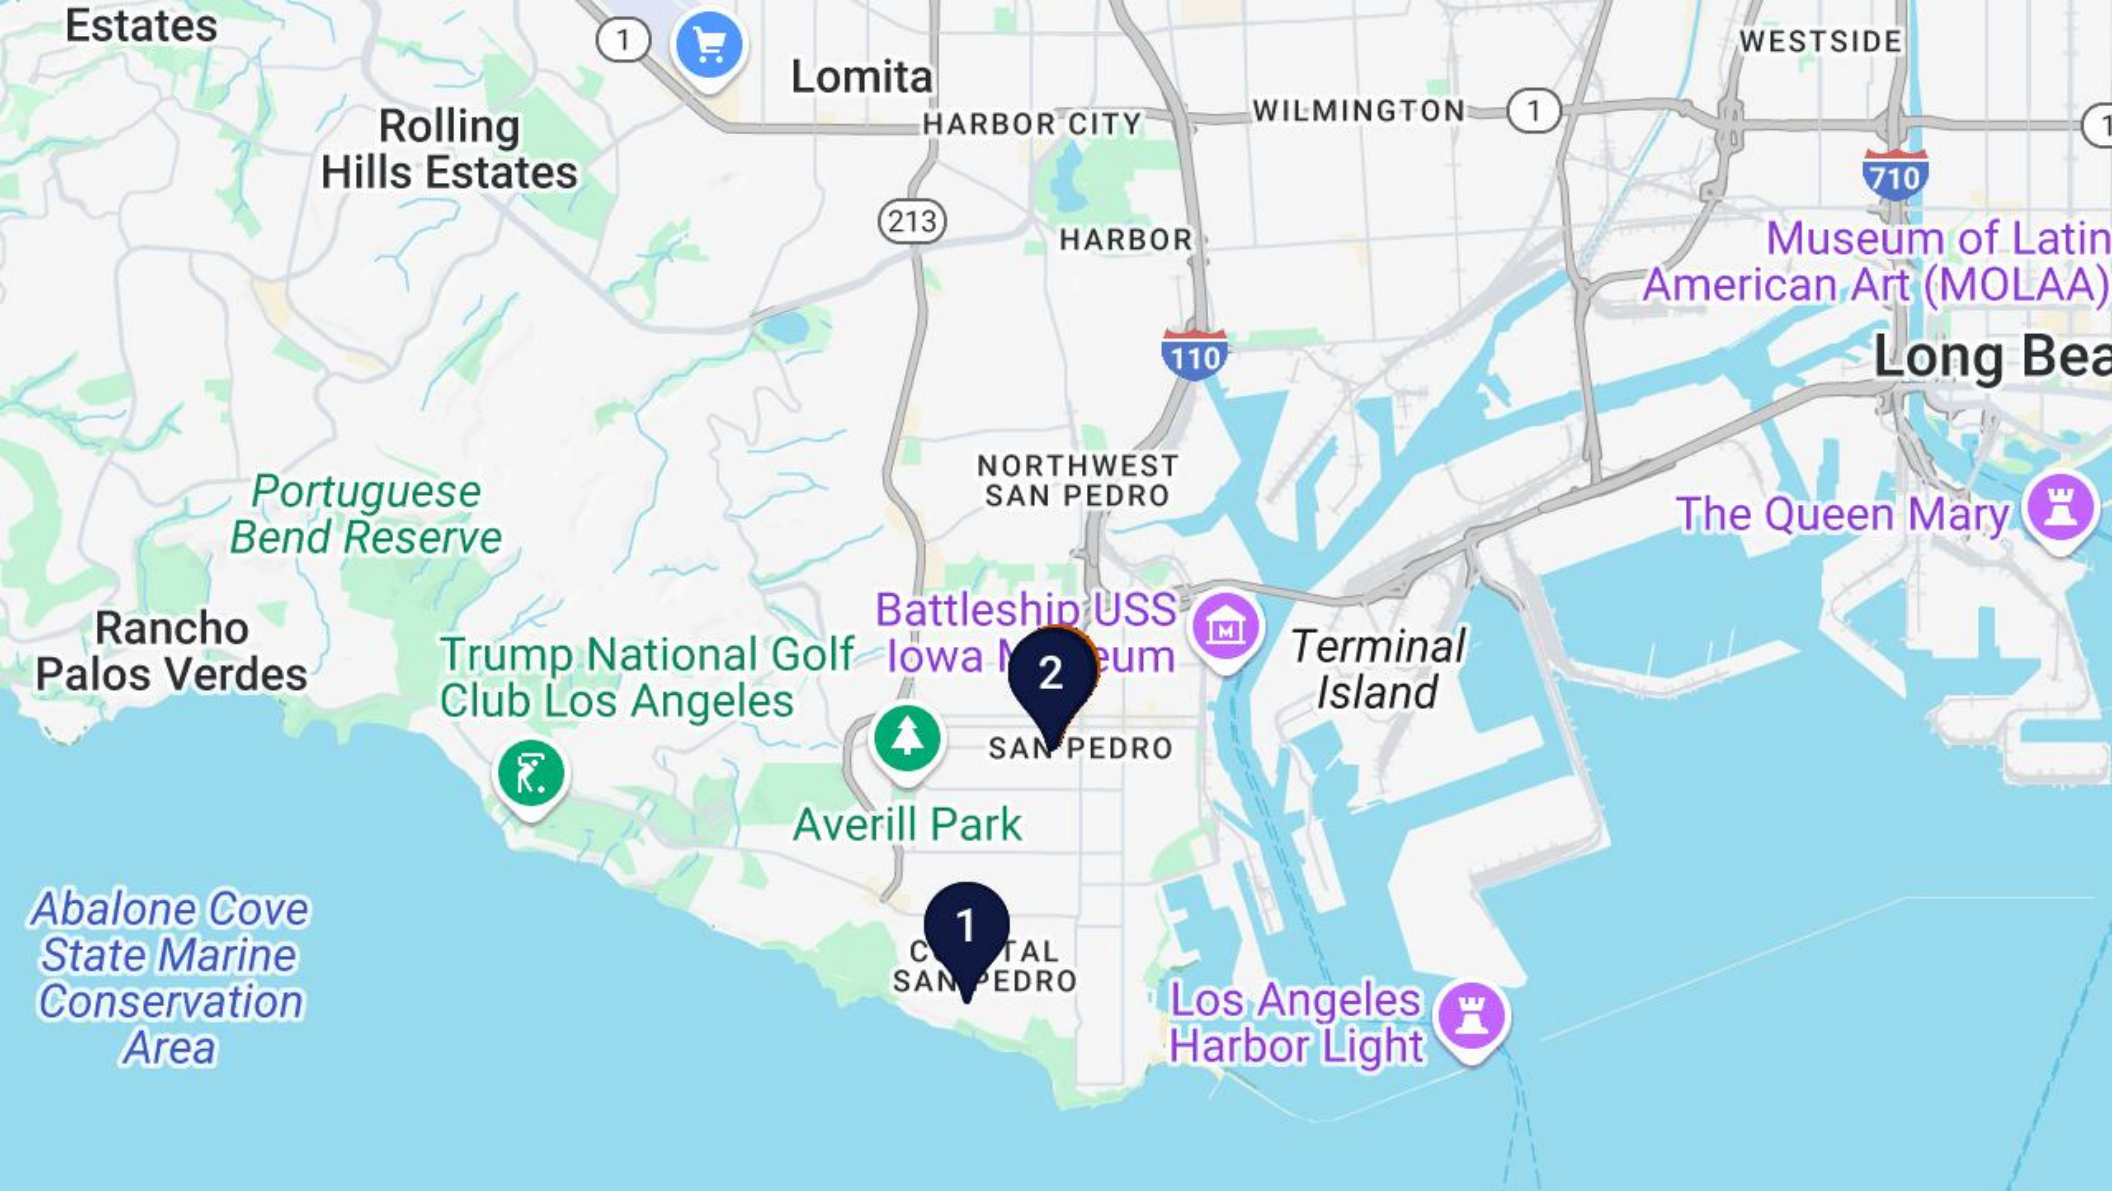 Estates
1
Lomita
WESTSIDE
Rolling
Hills Estates
HARBOR CITY
WILMINGTON
1
1
710
213
HARBOR
Museum of Latin
American Art (MOLAA)
110
Long Bea
NORTHWEST
SAN PEDRO
Portuguese
Bend Reserve
The Queen Mary
Rancho
Palos Verdes
Battleship USS
Iowa M eum
M
2
Terminal
Island
Trump National Golf
Club Los Angeles
SAN PEDRO
Averill Park
Abalone Cove
State Marine
Conservation
Area
1
C TAL
SAN PEDRO
Los Angeles
Harbor Light